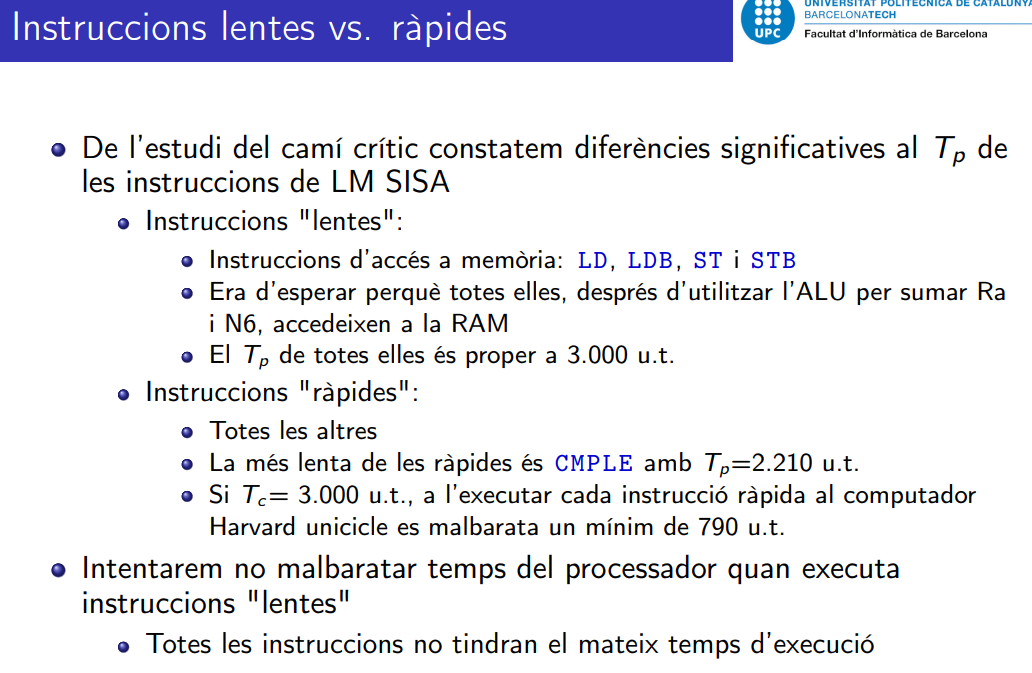 Instruccions lentes vs. ràpides
UNIVERSITAT POLITÈCNICA DE CATALUNYA
BARCELONATECH
Facultat d'Informàtica de Barcelona
UPC
De l'estudi del camí crític constatem diferències significatives al Tp de
les instruccions de LM SISA
Instruccions "lentes":
Instruccions d'accés a memòria: LD, LDB, ST i STB
Era d'esperar perquè totes elles, després d'utilitzar l'ALU per sumar Ra
i N6, accedeixen a la RAM
El Tp de totes elles és proper a 3.000 u.t.
Instruccions "ràpides":
Totes les altres
La més lenta de les ràpides és CMPLE amb Tp=2.210 u.t.
Si Tc= 3.000 u.t., a l'executar cada instrucció ràpida al computador
Harvard unicicle es malbarata un mínim de 790 u.t.
Intentarem no malbaratar temps del processador quan executa
instruccions "lentes"
Totes les instruccions no tindran el mateix temps d'execució